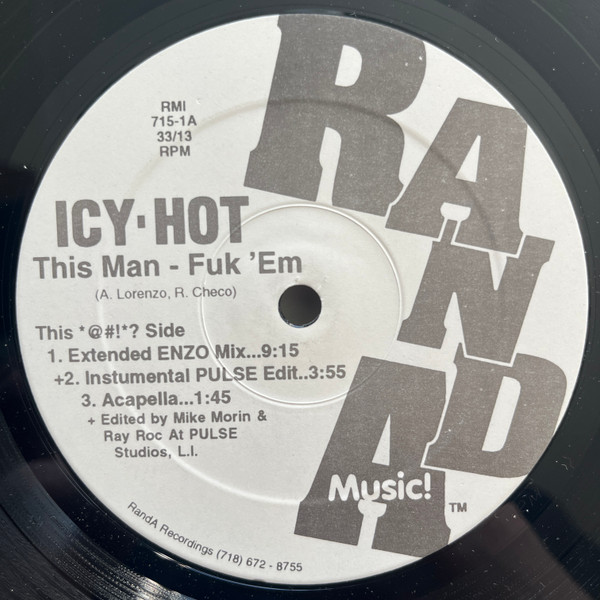 RMI
715-1A
33/13
RPM
RANDA
Music!
TM
ICY·HOT
This Man - Fuk 'Em
(A. Lorenzo, R. Checo)
This *@#!*? Side
1. Extended ENZO Mix...9:15
+2. Instumental PULSE Edit..3:55
3. Acapella...1:45
+ Edited by Mike Morin &
Ray Roc At PULSE
Studios, L.I.
RandA Recordings (718) 672 - 8755